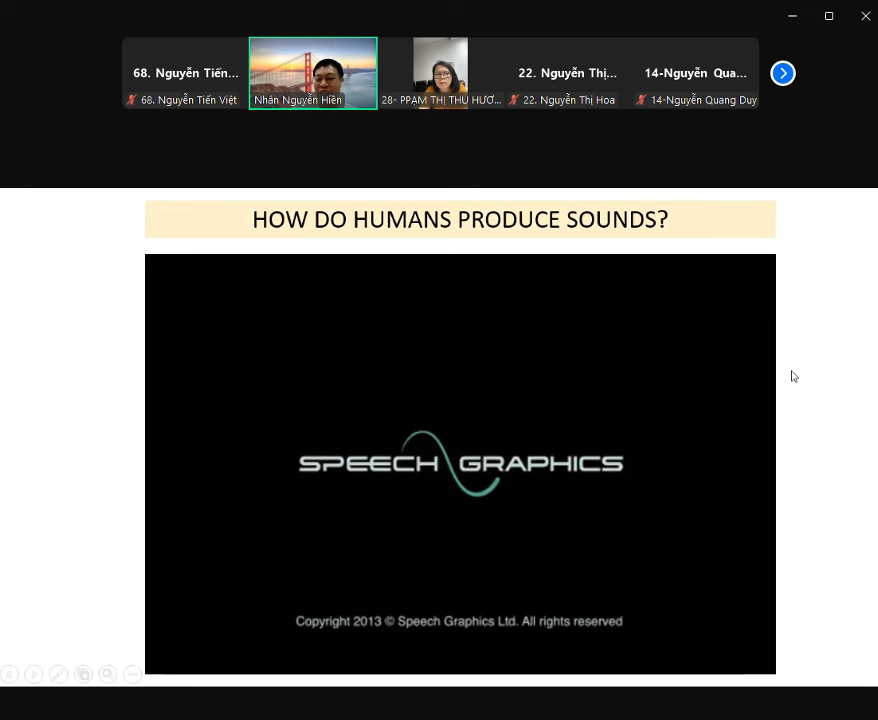 68. Nguyễn Tiến...
22. Nguyễn Thị...
14-Nguyễn Qua...
68. Nguyễn Tiến Việt
Nhân Nguyễn Hiền
28- PPẠM THỊ THU HƯƠ...
22. Nguyễn Thị Hoa
14-Nguyễn Quang Duy
HOW DO HUMANS PRODUCE SOUNDS?
SPEECH GRAPHICS
Copyright 2013 © Speech Graphics Ltd. All rights reserved